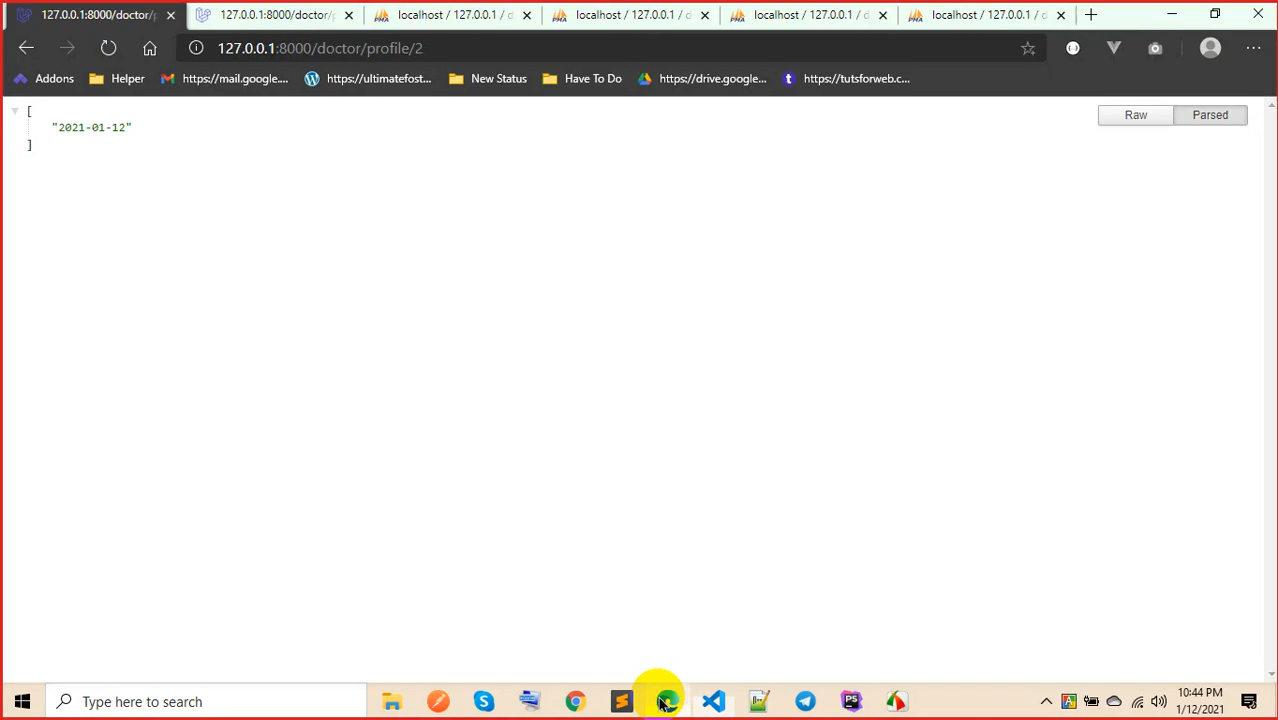 127.0.0.1:8000/doctor/p
127.0.0.1:8000/doctor/p
localhost / 127.0.0.1 / d
localhost / 127.0.0.1 / d
localhost / 127.0.0.1 / d
localhost / 127.0.0.1 / d
127.0.0.1:8000/doctor/profile/2
Addons
Helper
https://mail.google....
https://ultimatefost...
New Status
Have To Do
https://drive.google...
https://tutsforweb.c...
[
"2021-01-12"
]
Raw
Parsed
Type here to search
10:44 PM
1/12/2021